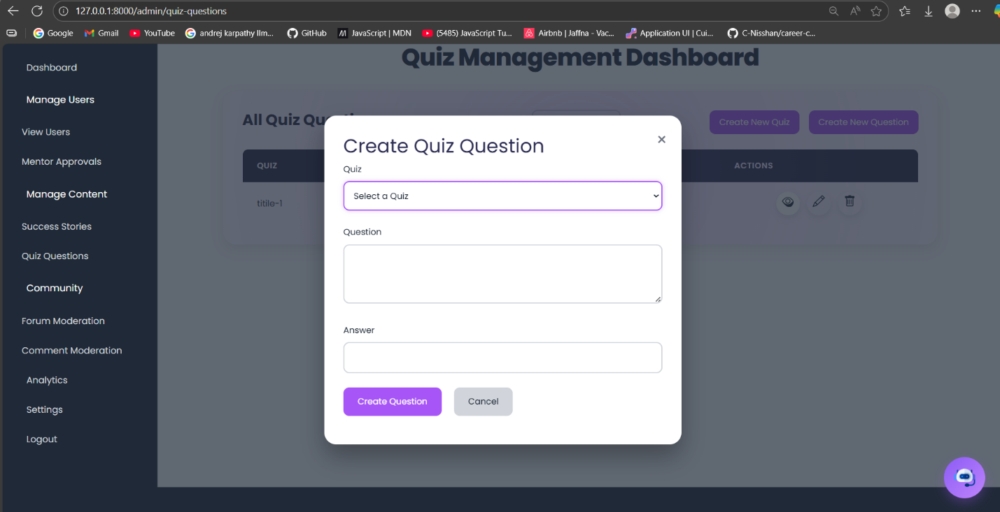 127.0.0.1:8000/admin/quiz-questions
Google
Gmail
YouTube
andrej karpathy llm...
GitHub
JavaScript | MDN
(5485) JavaScript Tu...
Airbnb | Jaffna - Vac...
Application UI | Cui...
C-Nisshan/career-c...
Dashboard
Manage Users
View Users
Mentor Approvals
Manage Content
Success Stories
Quiz Questions
Community
Forum Moderation
Comment Moderation
Analytics
Settings
Logout
Quiz Management Dashboard
All Quiz
Create New Quiz
Create New Question
QUIZ
ACTIONS
titile-1
Create Quiz Question
×
Quiz
Select a Quiz
Question
Answer
Create Question
Cancel